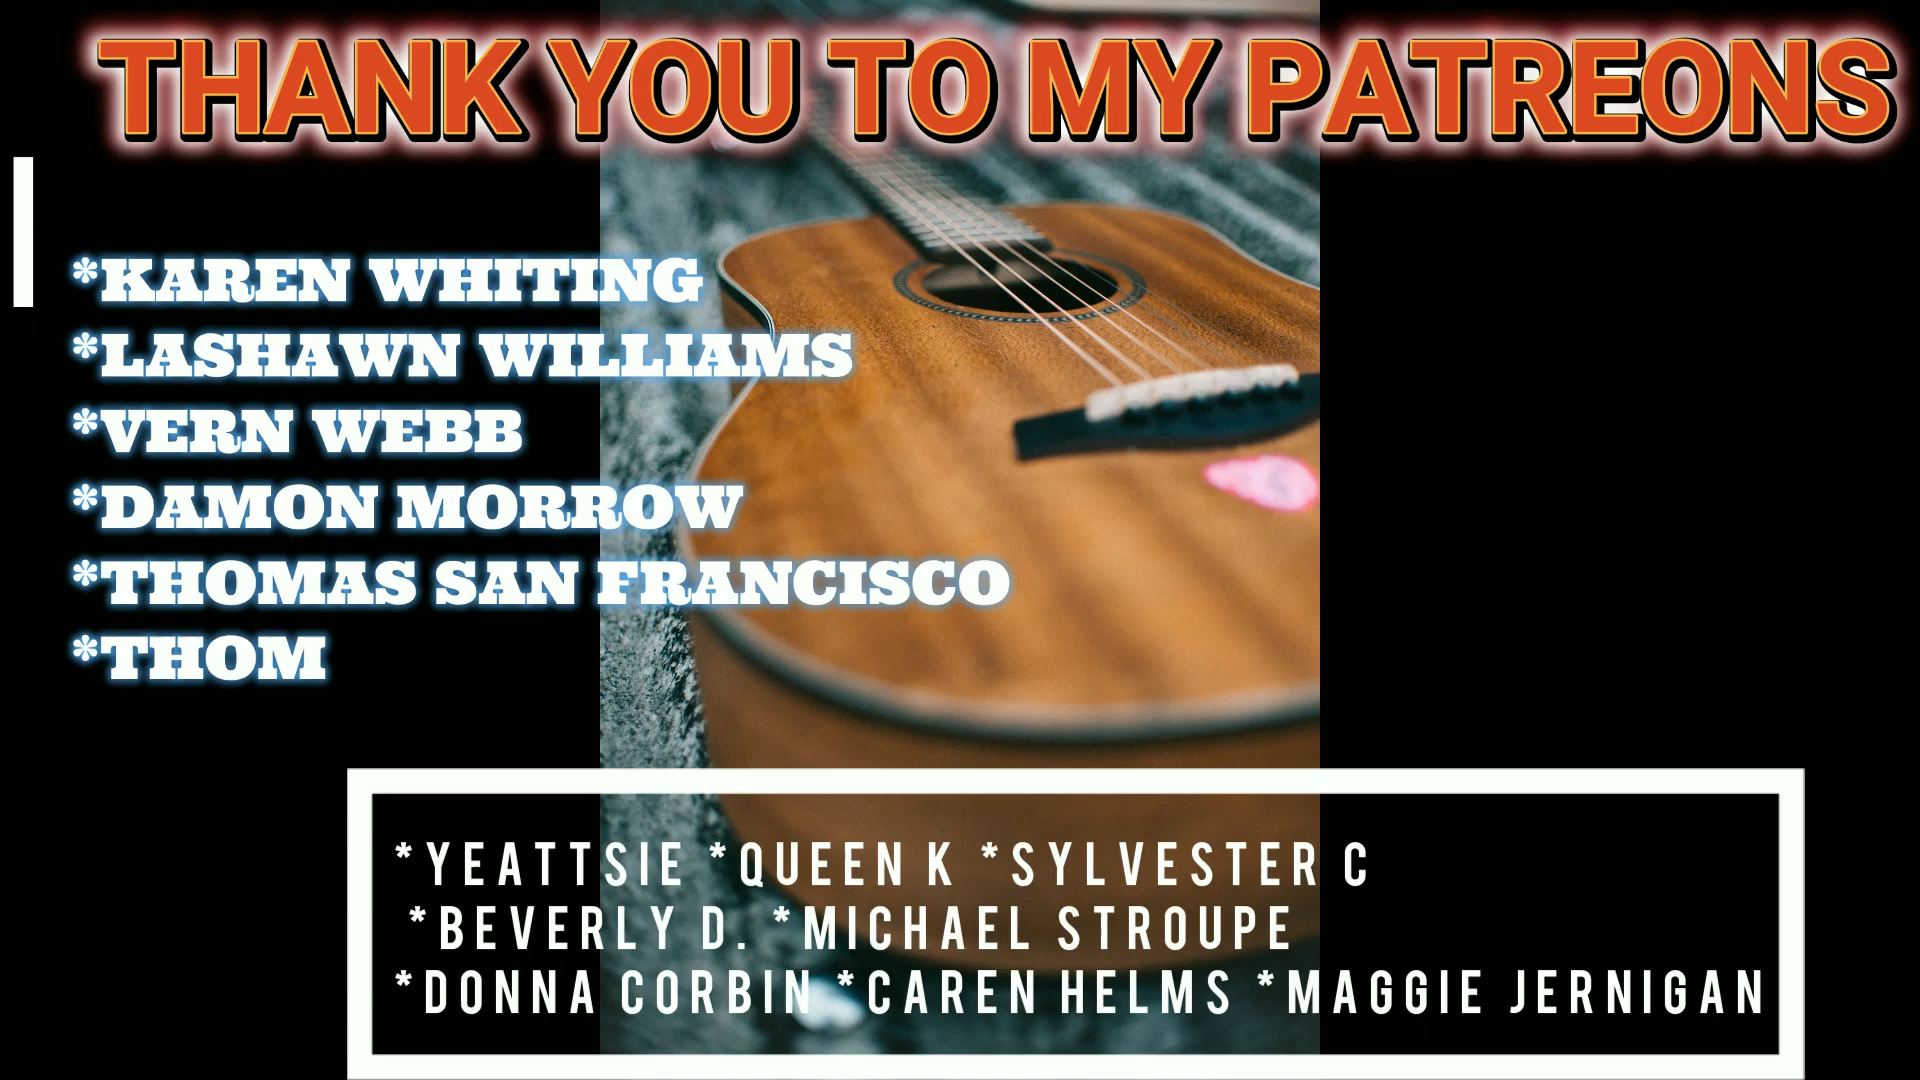 THANK YOU TO MY PATREONS
*KAREN WHITING
*LASHAWN WILLIAMS
*VERN WEBB
*DAMON MORROW
*THOMAS SAN FRANCISCO
*THOM
*YEATTSIE *QUEEN K *SYLVESTER C
*BEVERLY D. *MICHAEL STROUPE
*DONNA CORBIN *CAREN HELMS *MAGGIE JERNIGAN